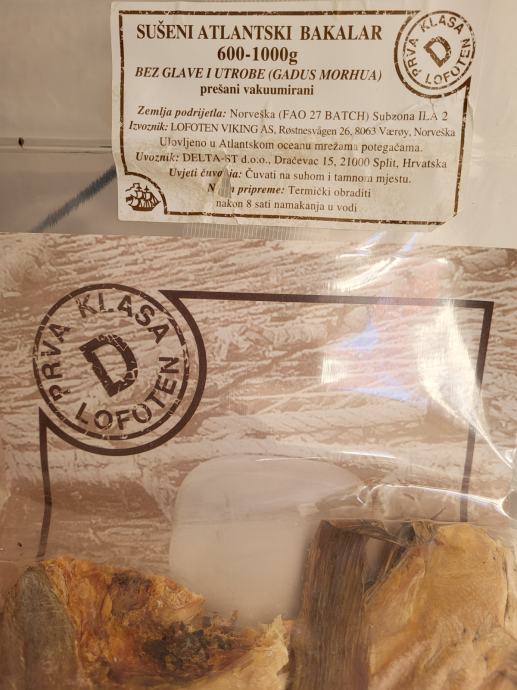 SUŠENI ATLANTSKI BAKALAR
600-1000g
BEZ GLAVE I UTROBE (GADUS MORHUA)
prešani vakuumirani
PRVA KLASA
D
LOFOTEN
Zemlja podrijetla: Norveška (FAO 27 BATCH) Subzona II.A 2
Izvoznik: LOFOTEN VIKING AS, Røstnesvågen 26, 8063 Værøy, Norveška
Ulovljeno u Atlantskom oceanu mrežama potegačama.
Uvoznik: DELTA-ST d.o.o., Dračevac 15, 21000 Split, Hrvatska
Uvjeti čuvanja: Čuvati na suhom i tamnom mjestu.
pripreme: Termički obraditi
nakon 8 sati namakanja u vodi
PRVA KLASA
D
LOFOTEN